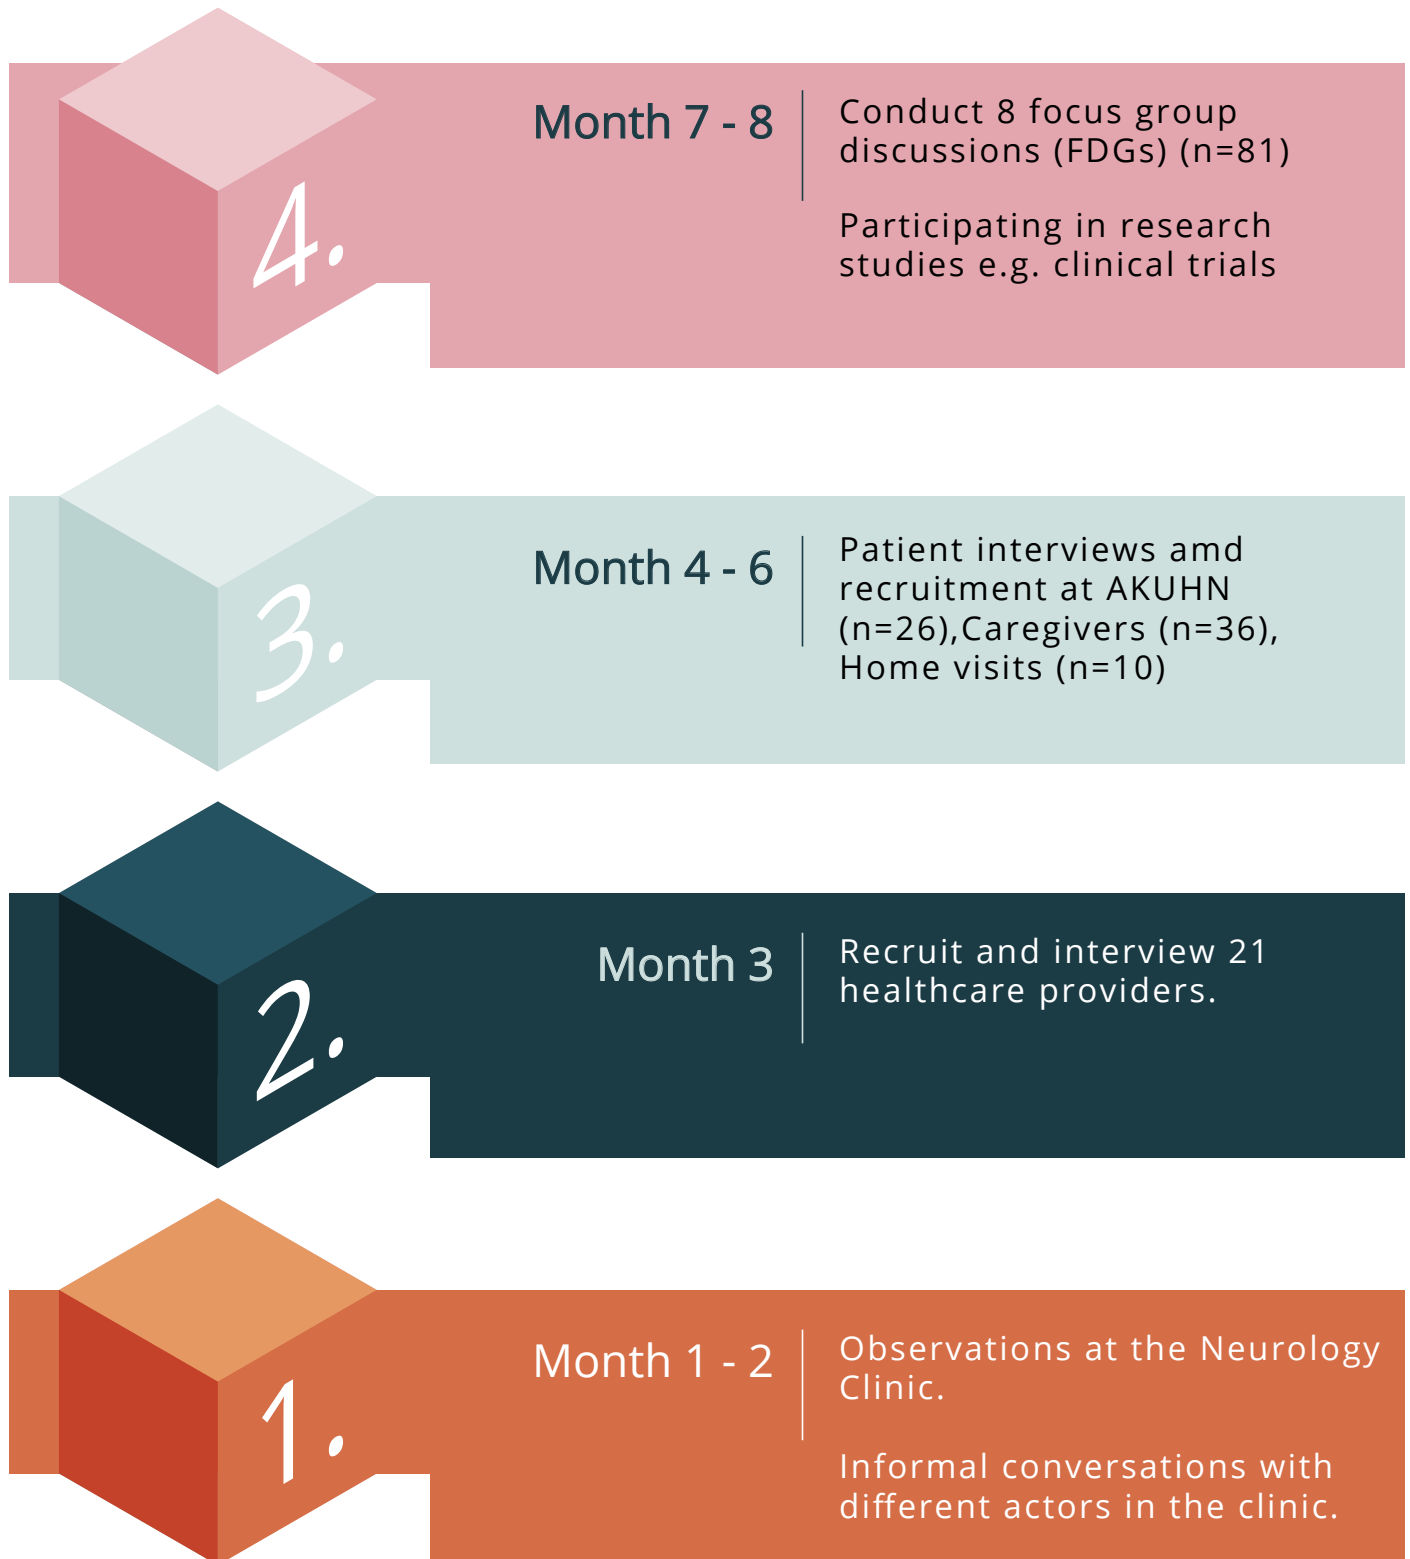 4.
Month 7 - 8
Conduct 8 focus group
discussions (FDGs) (n=81)
Participating in research
studies e.g. clinical trials
3.
Month 4 - 6
Patient interviews amd
recruitment at AKUHN
(n=26),Caregivers (n=36),
Home visits (n=10)
2.
Month 3
Recruit and interview 21
healthcare providers.
1.
Month 1 - 2
Observations at the Neurology
Clinic.
Informal conversations with
different actors in the clinic.